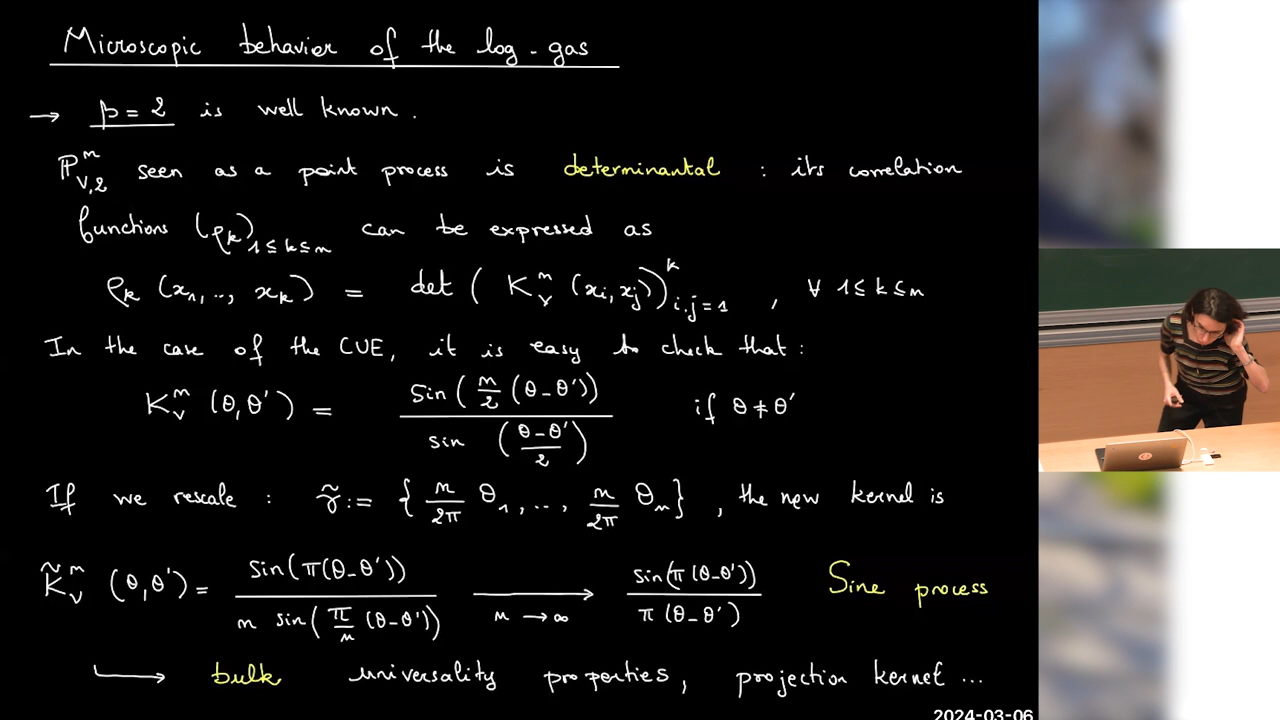 Microscopic behavior of the log-gas
→ β = 2 is well known.
ℙ^n_{V,2} seen as a point process is determinantal : its correlation
functions (ρ_k)_{1≤k≤n} can be expressed as
ρ_k (x_1,.., x_k) = det ( K^n_V (x_i, x_j))^k_{i,j=1} , ∀ 1≤k≤n
In the case of the CUE, it is easy to check that :
K^n_V (θ,θ') = sin(n/2 (θ-θ')) / sin ((θ-θ')/2) if θ≠θ'
If we rescale : γ̃ := { n/2π θ_1,.., n/2π θ_n} , the new kernel is
K̃^n_V (θ,θ') = sin(π(θ-θ')) / n sin(π/n (θ-θ')) → n→∞ sin(π(θ-θ')) / π(θ-θ') Sine process
↳ bulk universality properties, projection kernel ...
2024-03-06